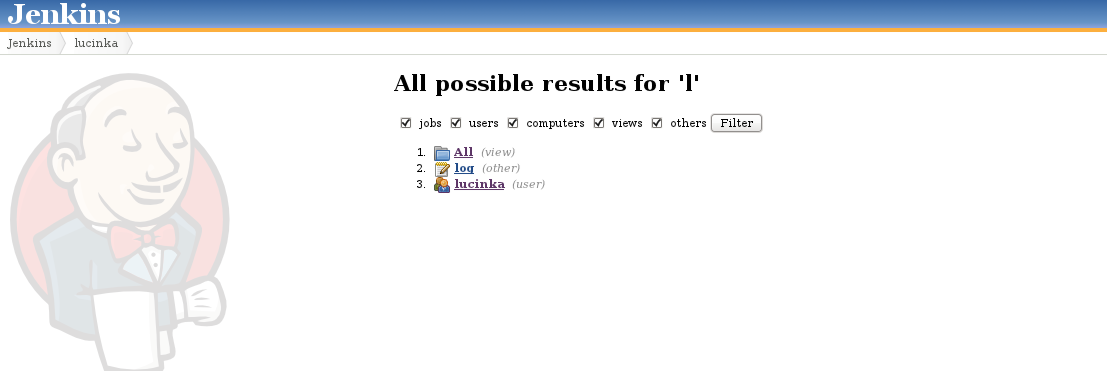 Jenkins
Jenkins lucinka
All possible results for 'l'
jobs users computers views others Filter
1. All (view)
2. log (other)
3. lucinka (user)